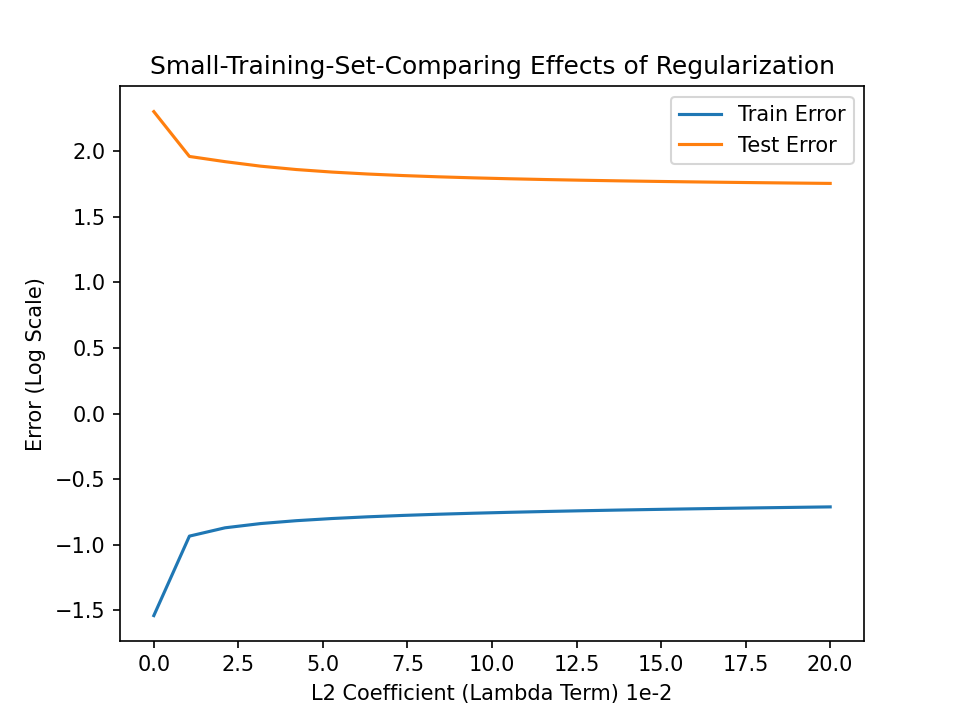 Small-Training-Set-Comparing Effects of Regularization
Train Error
Test Error
2.0
1.5
1.0
0.5
0.0
−0.5
−1.0
−1.5
Error (Log Scale)
0.0 2.5 5.0 7.5 10.0 12.5 15.0 17.5 20.0
L2 Coefficient (Lambda Term) 1e-2